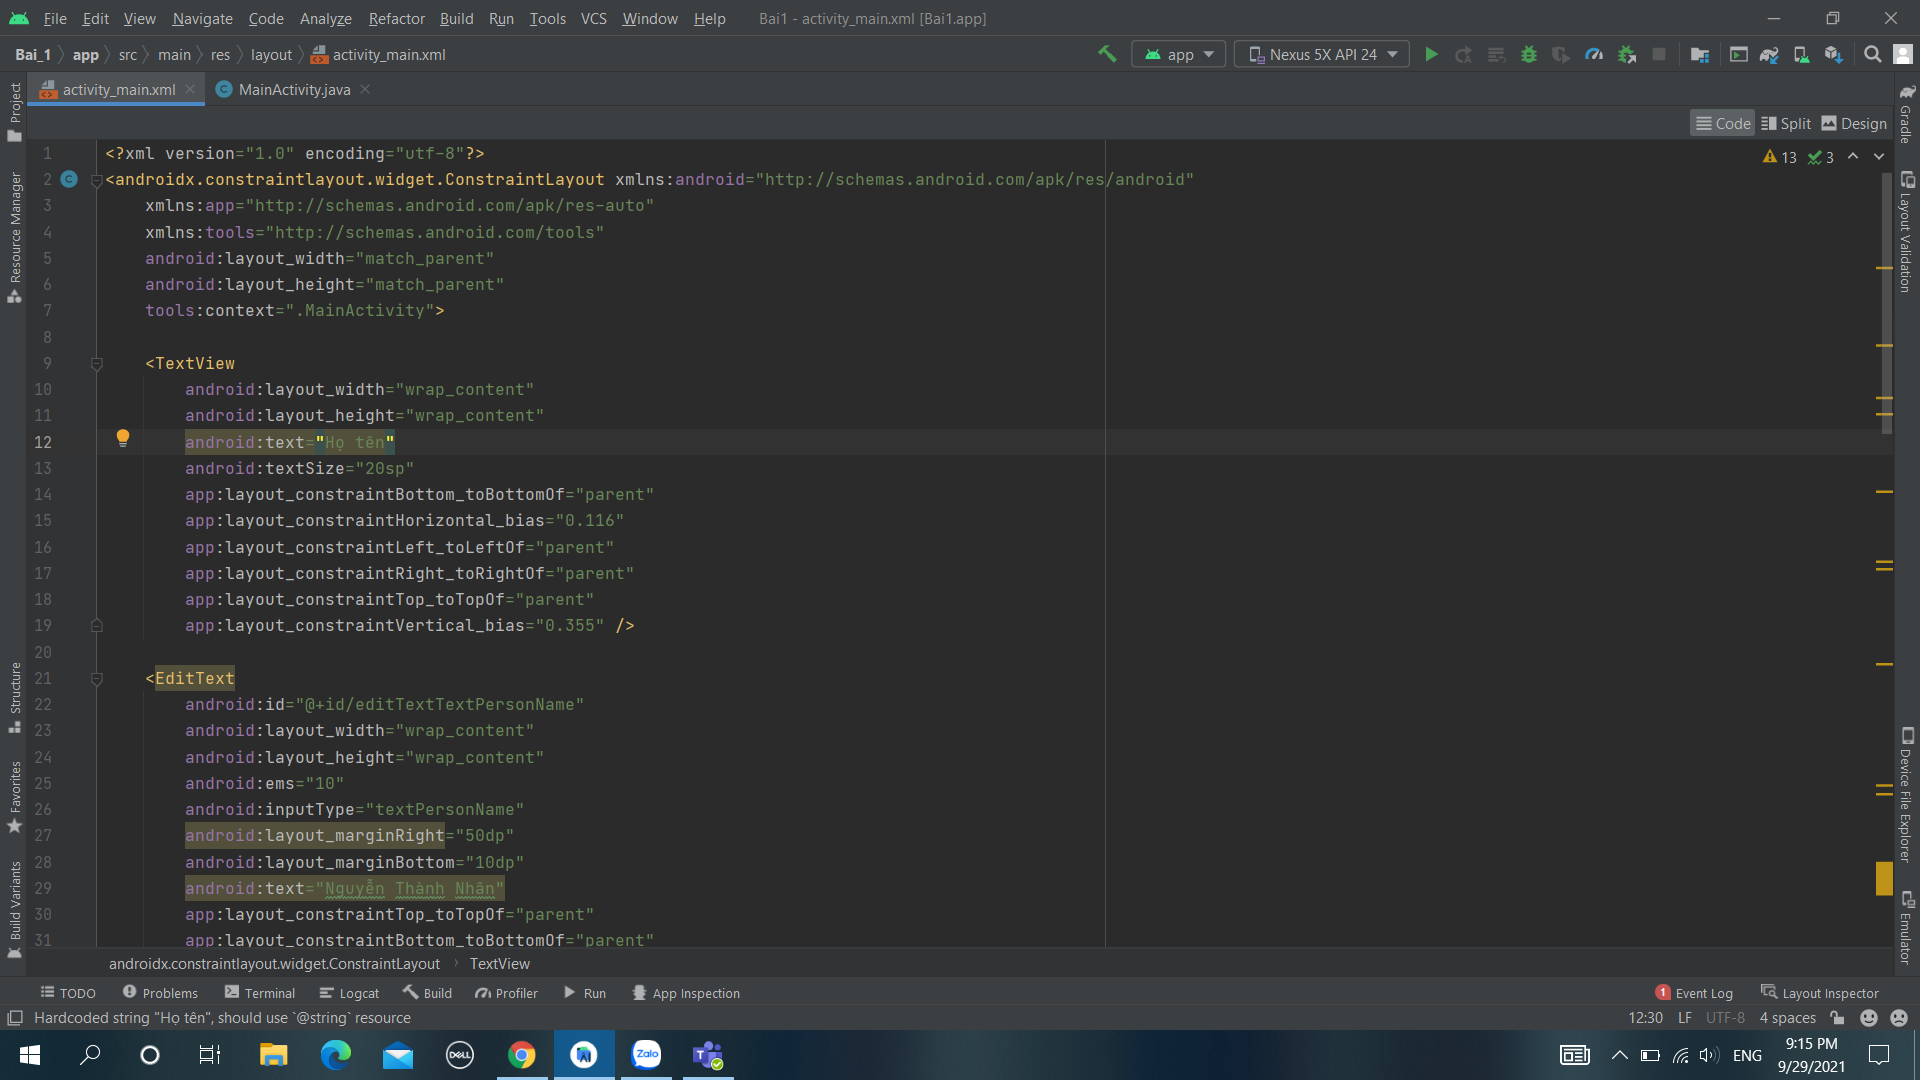 File Edit View Navigate Code Analyze Refactor Build Run Tools VCS Window Help Bai1 - activity_main.xml [Bai1.app]
Bai_1 app src main res layout activity_main.xml app Nexus 5X API 24
activity_main.xml MainActivity.java
Code Split Design
13 3
Project
Resource Manager
Structure
Favorites
Build Variants
1 <?xml version="1.0" encoding="utf-8"?>
2 <androidx.constraintlayout.widget.ConstraintLayout xmlns:android="http://schemas.android.com/apk/res/android"
3 xmlns:app="http://schemas.android.com/apk/res-auto"
4 xmlns:tools="http://schemas.android.com/tools"
5 android:layout_width="match_parent"
6 android:layout_height="match_parent"
7 tools:context=".MainActivity">
8
9 <TextView
10 android:layout_width="wrap_content"
11 android:layout_height="wrap_content"
12 android:text="Họ tên"
13 android:textSize="20sp"
14 app:layout_constraintBottom_toBottomOf="parent"
15 app:layout_constraintHorizontal_bias="0.116"
16 app:layout_constraintLeft_toLeftOf="parent"
17 app:layout_constraintRight_toRightOf="parent"
18 app:layout_constraintTop_toTopOf="parent"
19 app:layout_constraintVertical_bias="0.355" />
20
21 <EditText
22 android:id="@+id/editTextTextPersonName"
23 android:layout_width="wrap_content"
24 android:layout_height="wrap_content"
25 android:ems="10"
26 android:inputType="textPersonName"
27 android:layout_marginRight="50dp"
28 android:layout_marginBottom="10dp"
29 android:text="Nguyễn Thành Nhân"
30 app:layout_constraintTop_toTopOf="parent"
31 app:layout_constraintBottom_toBottomOf="parent"
Gradle
Layout Validation
Device File Explorer
Emulator
androidx.constraintlayout.widget.ConstraintLayout TextView
TODO Problems Terminal Logcat Build Profiler Run App Inspection 1 Event Log Layout Inspector
Hardcoded string "Họ tên", should use `@string` resource 12:30 LF UTF-8 4 spaces
DELL Zalo ENG 9:15 PM
9/29/2021